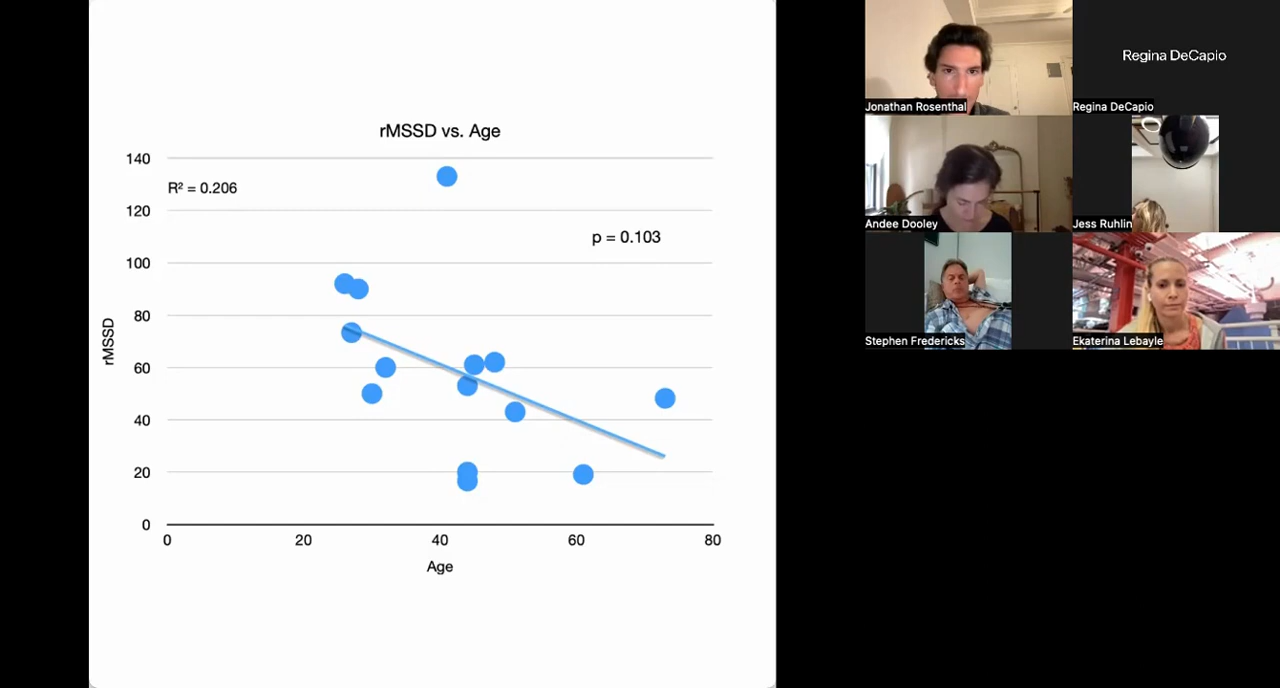 rMSSD vs. Age
140
R² = 0.206
120
p = 0.103
100
80
rMSSD
60
40
20
0
0 20 40 60 80
Age
Jonathan Rosenthal
Regina DeCapio
Regina DeCapio
Andee Dooley
Jess Ruhlin
Stephen Fredericks
Ekaterina Lebayle